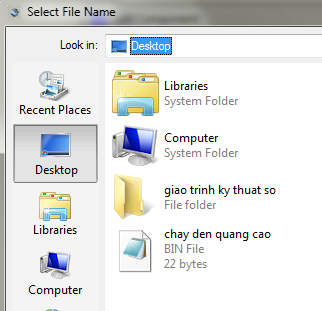 Select File Name
Look in: Desktop
Recent Places
Desktop
Libraries
Computer
Libraries
System Folder
Computer
System Folder
giao trinh ky thuat so
File folder
chay den quang cao
BIN File
22 bytes